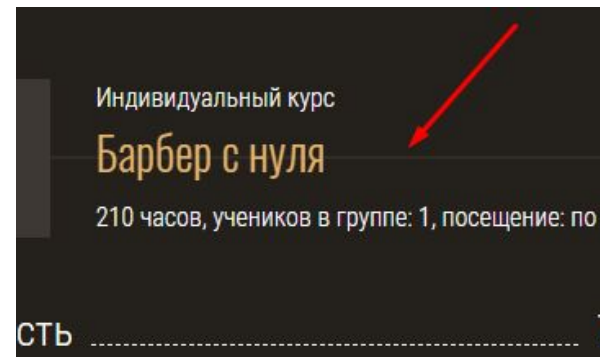 Индивидуальный курс
Барбер с нуля
210 часов, учеников в группе: 1, посещение: по
СТЬ